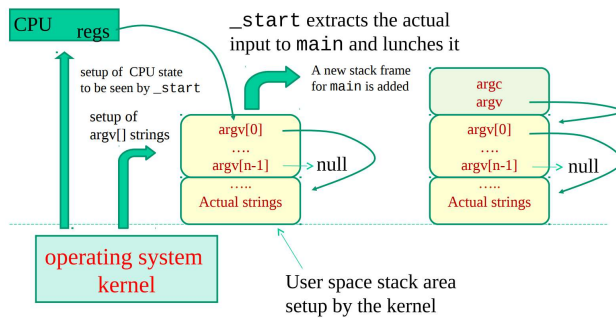 CPU regs
_start extracts the actual
input to main and lunches it
setup of CPU state
to be seen by _start
A new stack frame
for main is added
setup of
argv[] strings
argv[0]
….
argv[n-1]
null
…..
Actual strings
argc
argv
argv[0]
….
argv[n-1]
null
…..
Actual strings
operating system
kernel
User space stack area
setup by the kernel